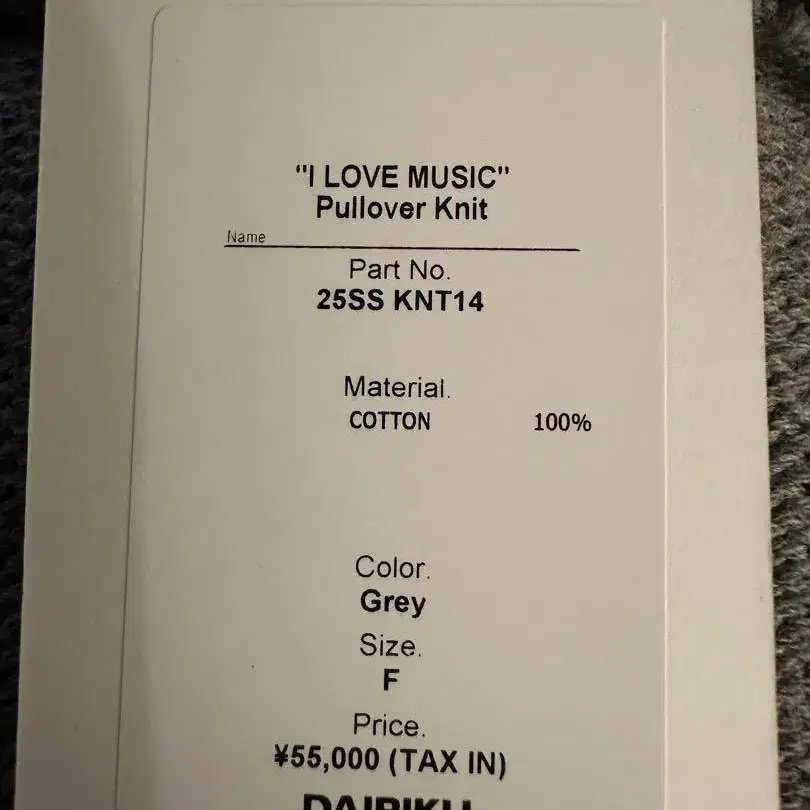 "I LOVE MUSIC"
Pullover Knit
Name
Part No.
25SS KNT14
Material.
COTTON 100%
Color.
Grey
Size.
F
Price.
¥55,000 (TAX IN)
DAIRIKU